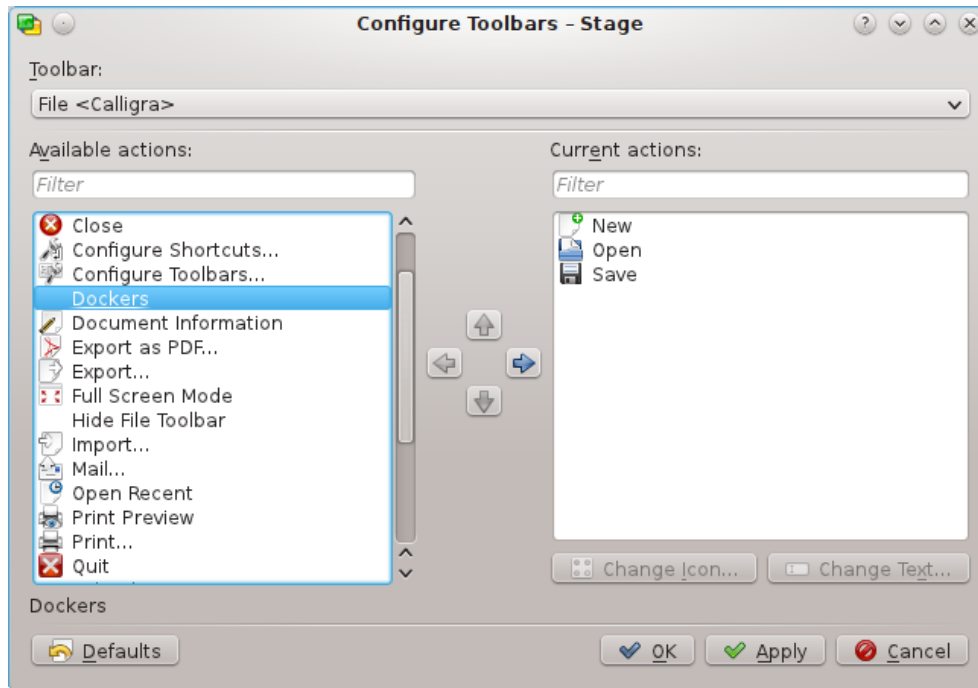 Configure Toolbars – Stage
Toolbar:
File <Calligra>
Available actions:
Current actions:
Filter
Filter
Close
Configure Shortcuts...
Configure Toolbars...
Dockers
Document Information
Export as PDF...
Export...
Full Screen Mode
Hide File Toolbar
Import...
Mail...
Open Recent
Print Preview
Print...
Quit
New
Open
Save
Change Icon...
Change Text...
Dockers
Defaults
OK
Apply
Cancel